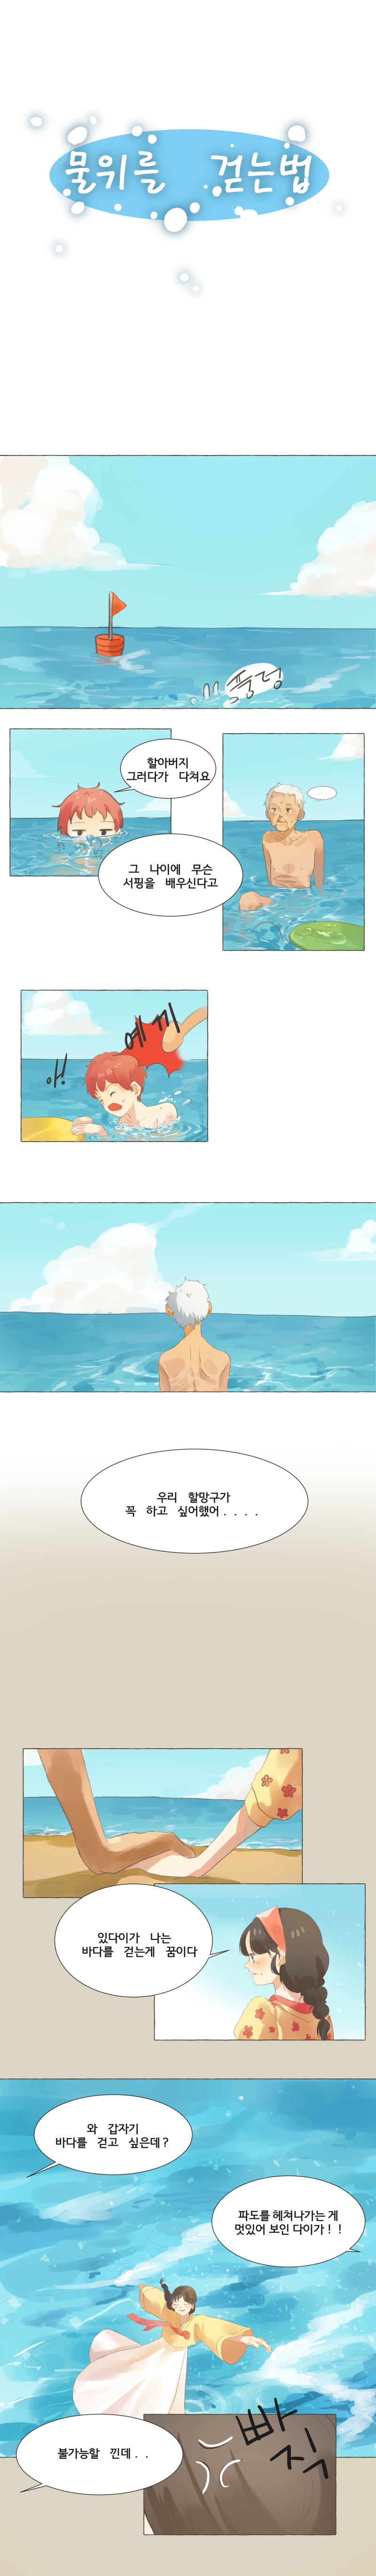 물위를 걷는법
풍덩
할아버지
그러다가 다쳐요
....
그 나이에 무슨
서핑을 배우신다고
예끼
아!
우리 할망구가
꼭 하고 싶어했어....
있다이가 나는
바다를 걷는게 꿈이다
와 갑자기
바다를 걷고 싶은데?
파도를 헤쳐나가는 게
멋있어 보인 다이가!!
불가능할 낀데..
빠
직